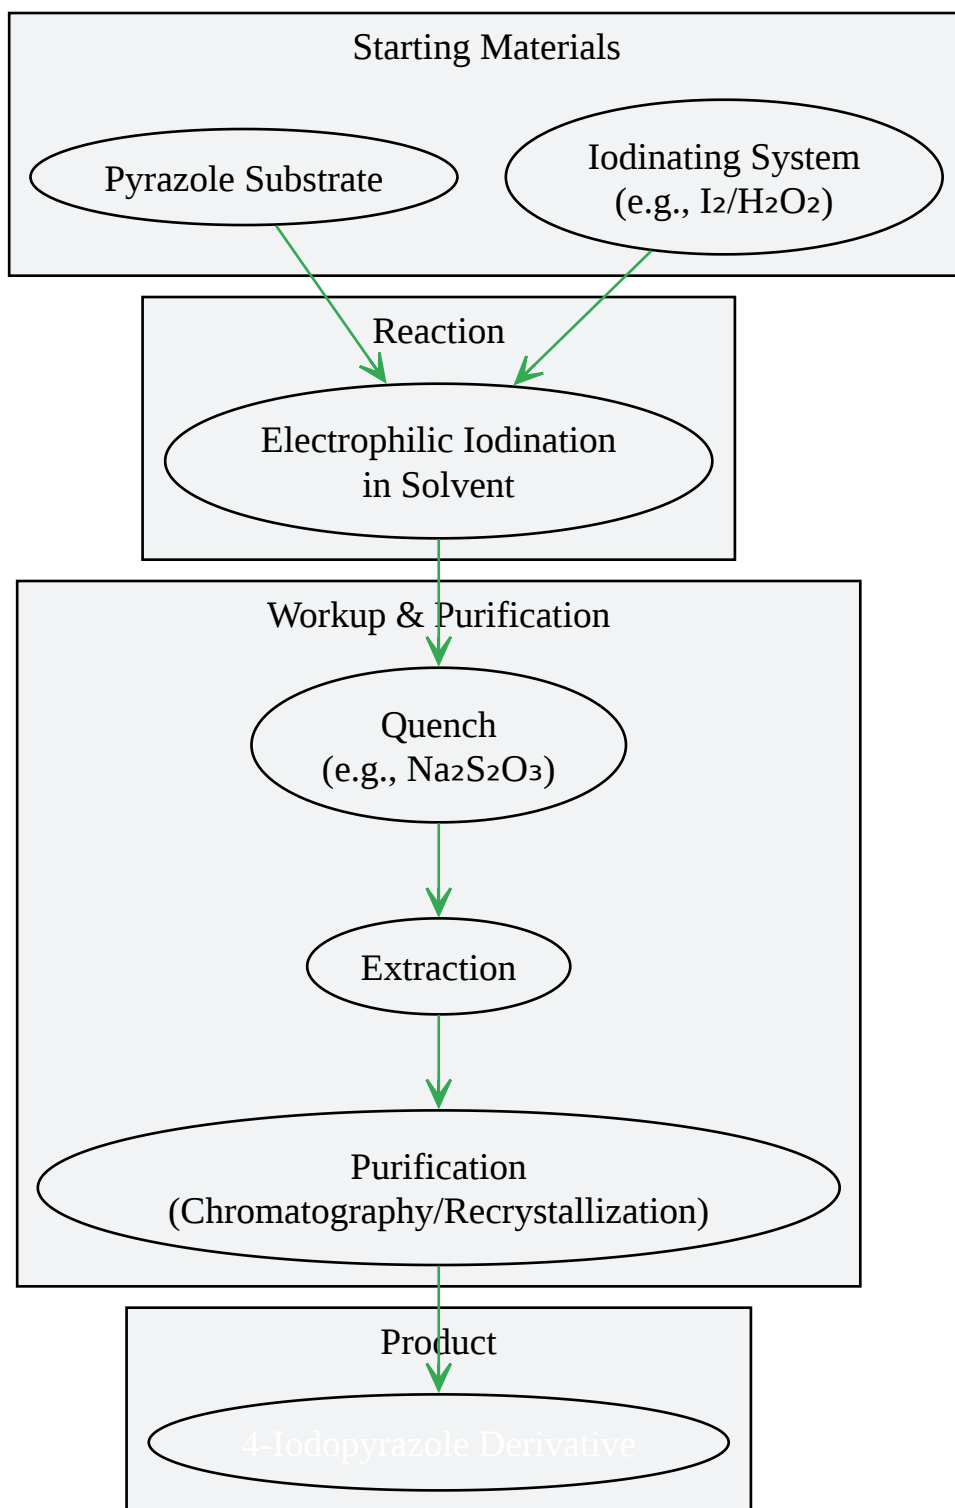 Starting Materials
Pyrazole Substrate
Iodinating System
(e.g., I₂/H₂O₂)
Reaction
Electrophilic Iodination
in Solvent
Workup & Purification
Quench
(e.g., Na₂S₂O₃)
Extraction
Purification
(Chromatography/Recrystallization)
Product
4-Iodopyrazole Derivative